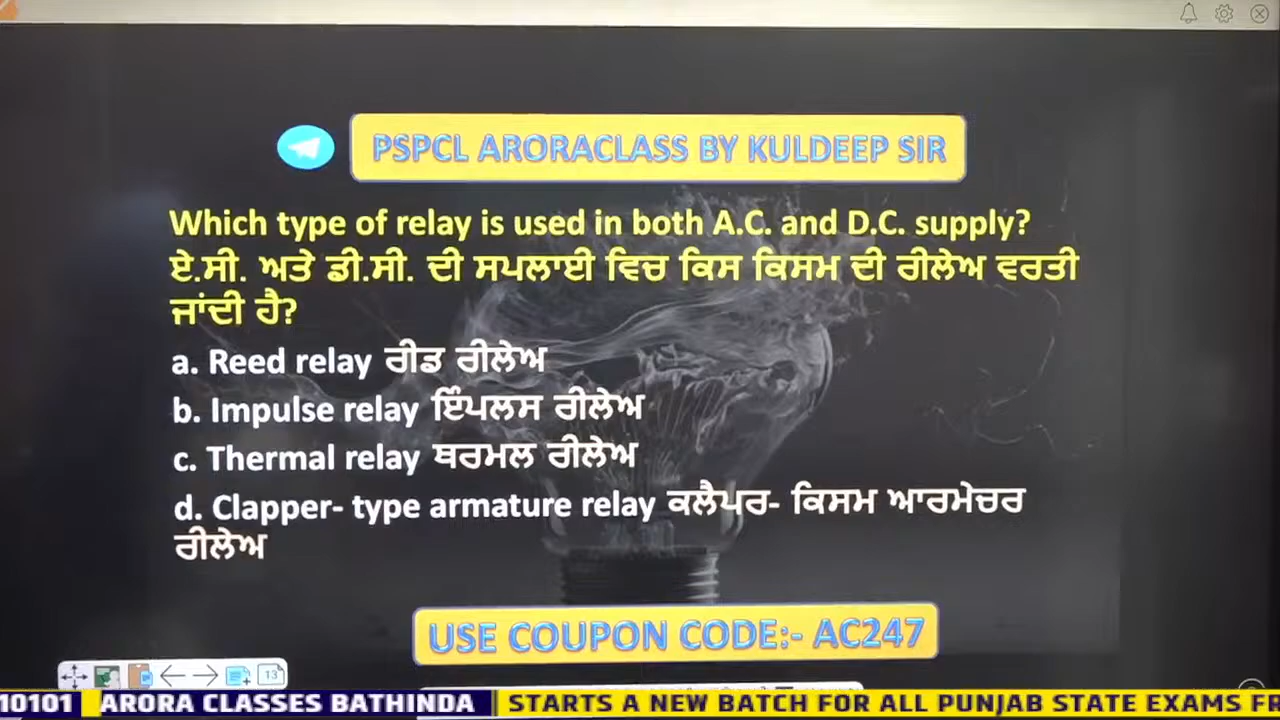 PSPCL ARORACLASS BY KULDEEP SIR
Which type of relay is used in both A.C. and D.C. supply?
ਏ.ਸੀ. ਅਤੇ ਡੀ.ਸੀ. ਦੀ ਸਪਲਾਈ ਵਿਚ ਕਿਸ ਕਿਸਮ ਦੀ ਰੀਲੇਅ ਵਰਤੀ
ਜਾਂਦੀ ਹੈ?
a. Reed relay ਰੀਡ ਰੀਲੇਅ
b. Impulse relay ਇੰਪਲਸ ਰੀਲੇਅ
c. Thermal relay ਥਰਮਲ ਰੀਲੇਅ
d. Clapper- type armature relay ਕਲੈਪਰ- ਕਿਸਮ ਆਰਮੇਚਰ
ਰੀਲੇਅ
USE COUPON CODE:- AC247
13
10101 ARORA CLASSES BATHINDA STARTS A NEW BATCH FOR ALL PUNJAB STATE EXAMS FR